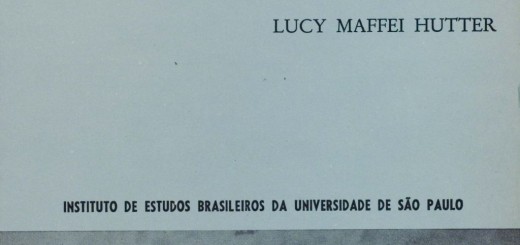 LUCY MAFFEI HUTTER
INSTITUTO DE ESTUDOS BRASILEIROS DA UNIVERSIDADE DE SÃO PAULO